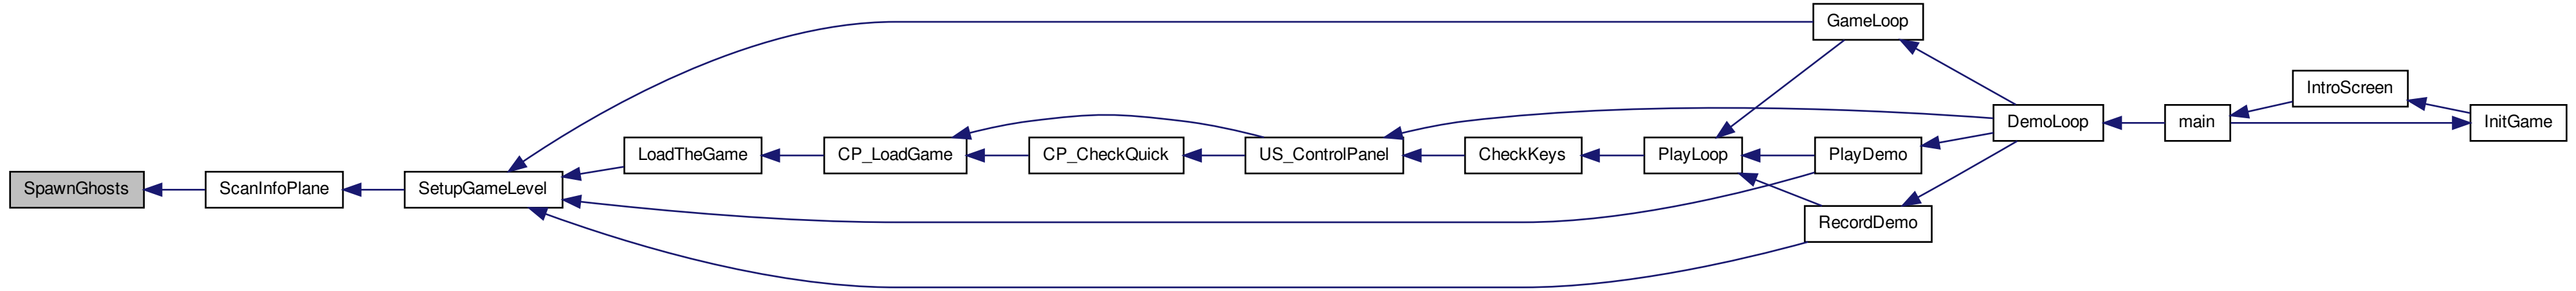 SpawnGhosts
ScanInfoPlane
SetupGameLevel
LoadTheGame
CP_LoadGame
CP_CheckQuick
US_ControlPanel
CheckKeys
PlayLoop
GameLoop
PlayDemo
RecordDemo
DemoLoop
main
IntroScreen
InitGame